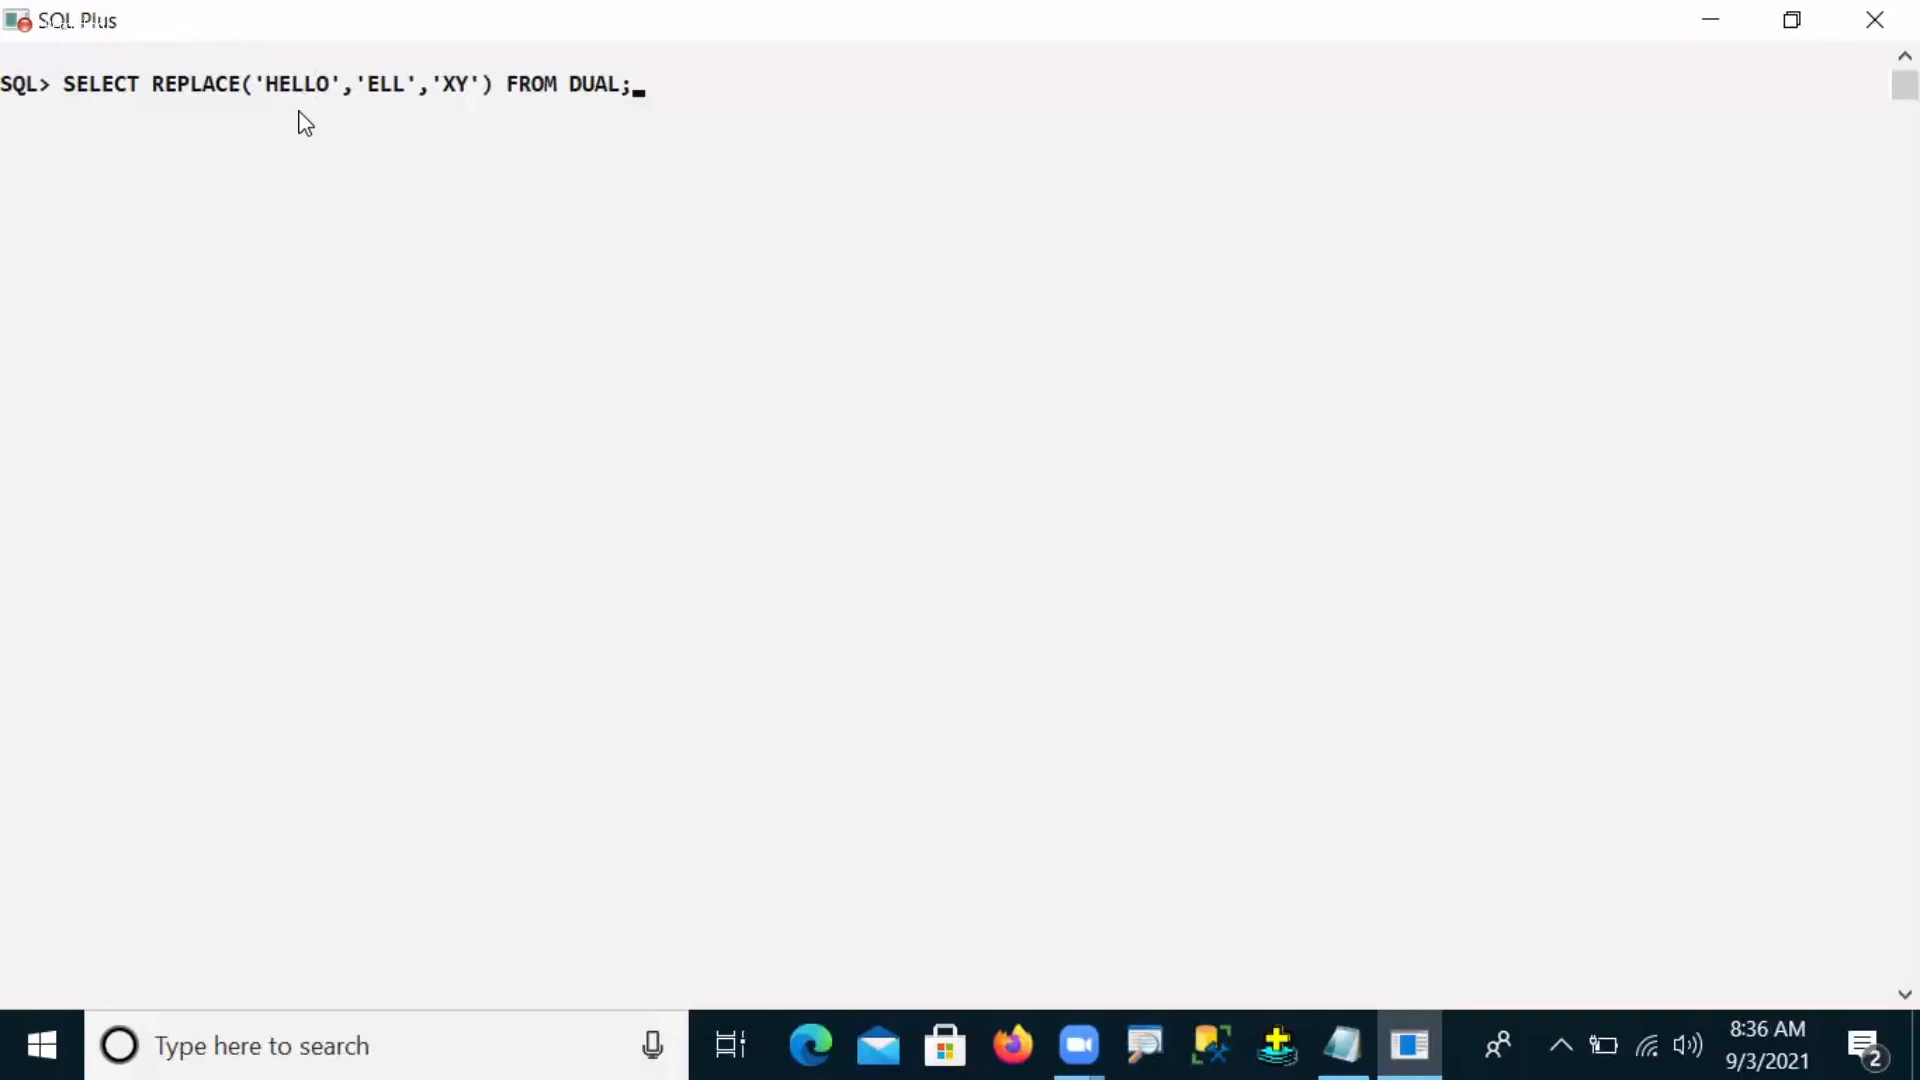 SQL Plus
SQL> SELECT REPLACE('HELLO','ELL','XY') FROM DUAL;
Type here to search
8:36 AM
9/3/2021
2